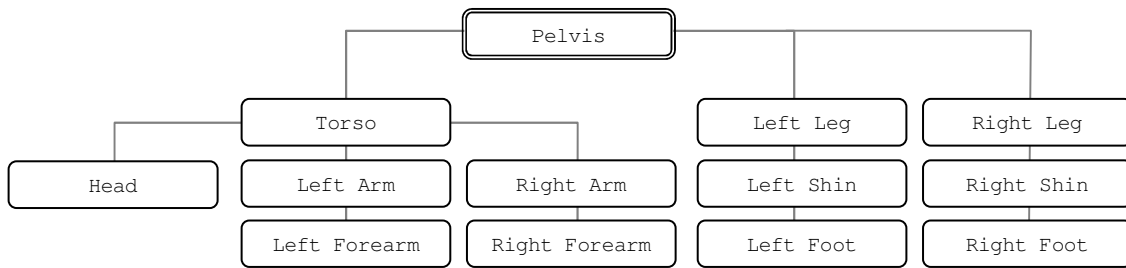 Pelvis
Torso
Left Leg
Right Leg
Head
Left Arm
Right Arm
Left Shin
Right Shin
Left Forearm
Right Forearm
Left Foot
Right Foot